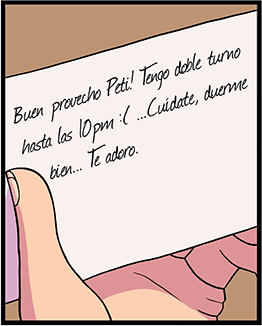 Buen provecho Peti! Tengo doble turno
hasta las 10pm :( ...Cuídate, duerme
bien... Te adoro.